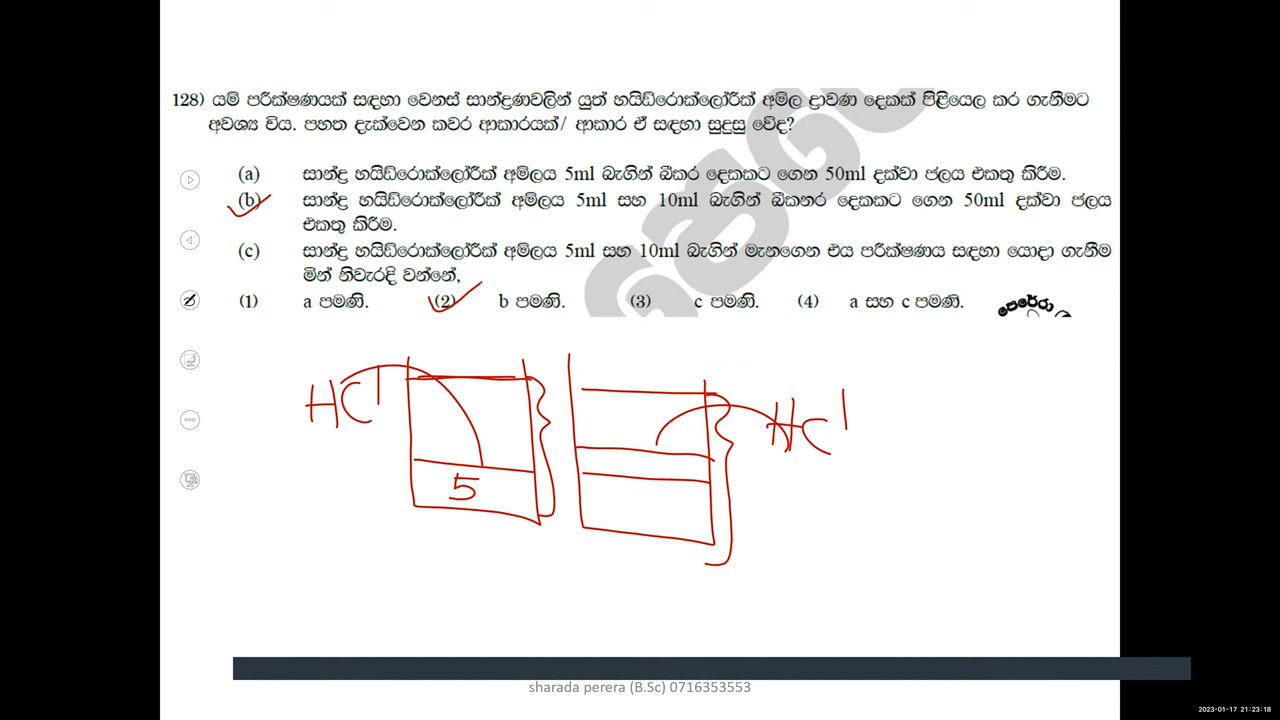 128) යම් පරීක්ෂණයක් සඳහා වෙනස් සාන්ද්‍රණවලින් යුත් හයිඩ්රොක්ලෝරීක් අම්ල ද්‍රාවණ දෙකක් පිළියෙල කර ගැනීමට
අවශ්‍ය විය. පහත දැක්වෙන කවර ආකාරයක්/ ආකාර ඒ සඳහා සුදුසු වේද?
(a) සාන්ද්‍ර හයිඩ්රොක්ලෝරීක් අම්ලය 5ml බැගින් බීකර දෙකකට ගෙන 50ml දක්වා ජලය එකතු කිරීම.
(b) සාන්ද්‍ර හයිඩ්රොක්ලෝරීක් අම්ලය 5ml සහ 10ml බැගින් බීකනර දෙකකට ගෙන 50ml දක්වා ජලය
එකතු කිරීම.
(c) සාන්ද්‍ර හයිඩ්රොක්ලෝරීක් අම්ලය 5ml සහ 10ml බැගින් මැනගෙන එය පරීක්ෂණය සඳහා යොදා ගැනීම
මින් නිවැරදි වන්නේ,
(1) a පමණි. (2) b පමණි. (3) c පමණි. (4) a සහ c පමණි.
පෙරේරා
HCl
HCl
5
sharada perera (B.Sc) 0716353553
2023-01-17 21:23:18